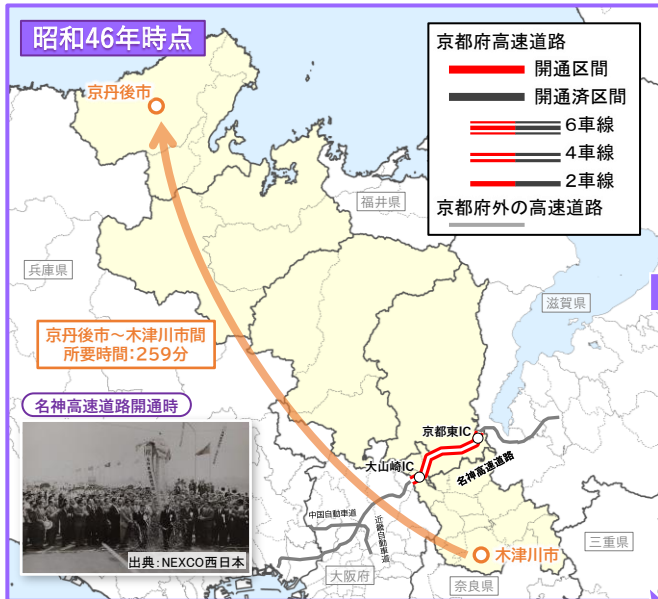 昭和46年時点
京都府高速道路
開通区間
開通済区間
6車線
4車線
2車線
京都府外の高速道路
京丹後市
福井県
兵庫県
滋賀県
京丹後市～木津川市間
所要時間：259分
名神高速道路開通時
京都東IC
大山崎IC
名神高速道路
中国自動車道
近畿自動車道
出典：NEXCO西日本
木津川市
三重県
大阪府
奈良県